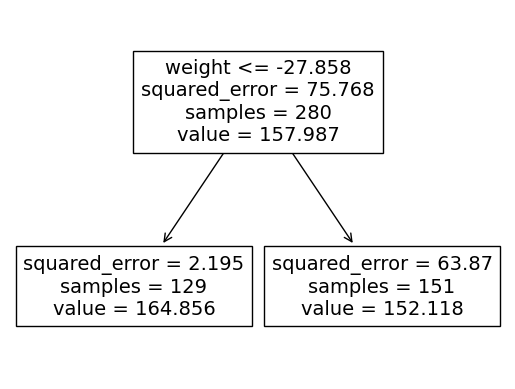 weight <= -27.858
squared_error = 75.768
samples = 280
value = 157.987
squared_error = 2.195
samples = 129
value = 164.856
squared_error = 63.87
samples = 151
value = 152.118